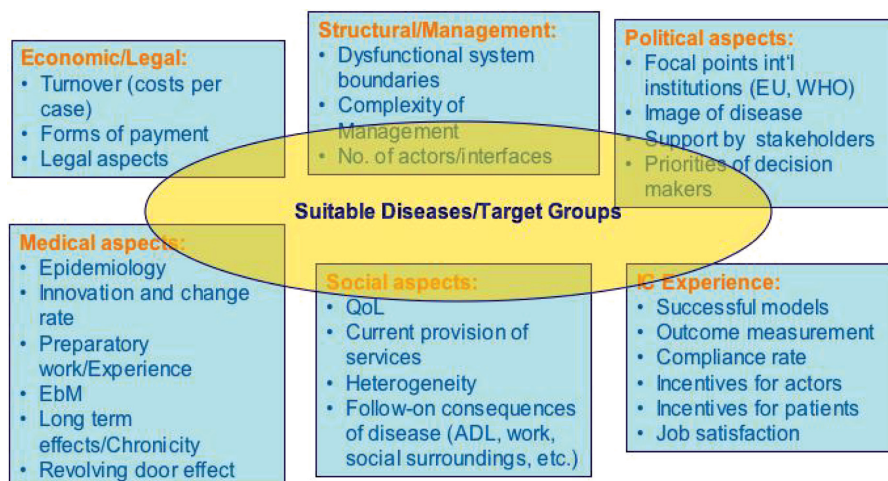 Economic/Legal:
• Turnover (costs per
case)
• Forms of payment
• Legal aspects
Structural/Management:
• Dysfunctional system
boundaries
• Complexity of
Management
• No. of actors/interfaces
Political aspects:
• Focal points int'l
institutions (EU, WHO)
• Image of disease
• Support by stakeholders
• Priorities of decision
makers
Suitable Diseases/Target Groups
Medical aspects:
• Epidemiology
• Innovation and change
rate
• Preparatory
work/Experience
• EbM
• Long term
effects/Chronicity
• Revolving door effect
Social aspects:
• QoL
• Current provision of
services
• Heterogeneity
• Follow-on consequences
of disease (ADL, work,
social surroundings, etc.)
IC Experience:
• Successful models
• Outcome measurement
• Compliance rate
• Incentives for actors
• Incentives for patients
• Job satisfaction